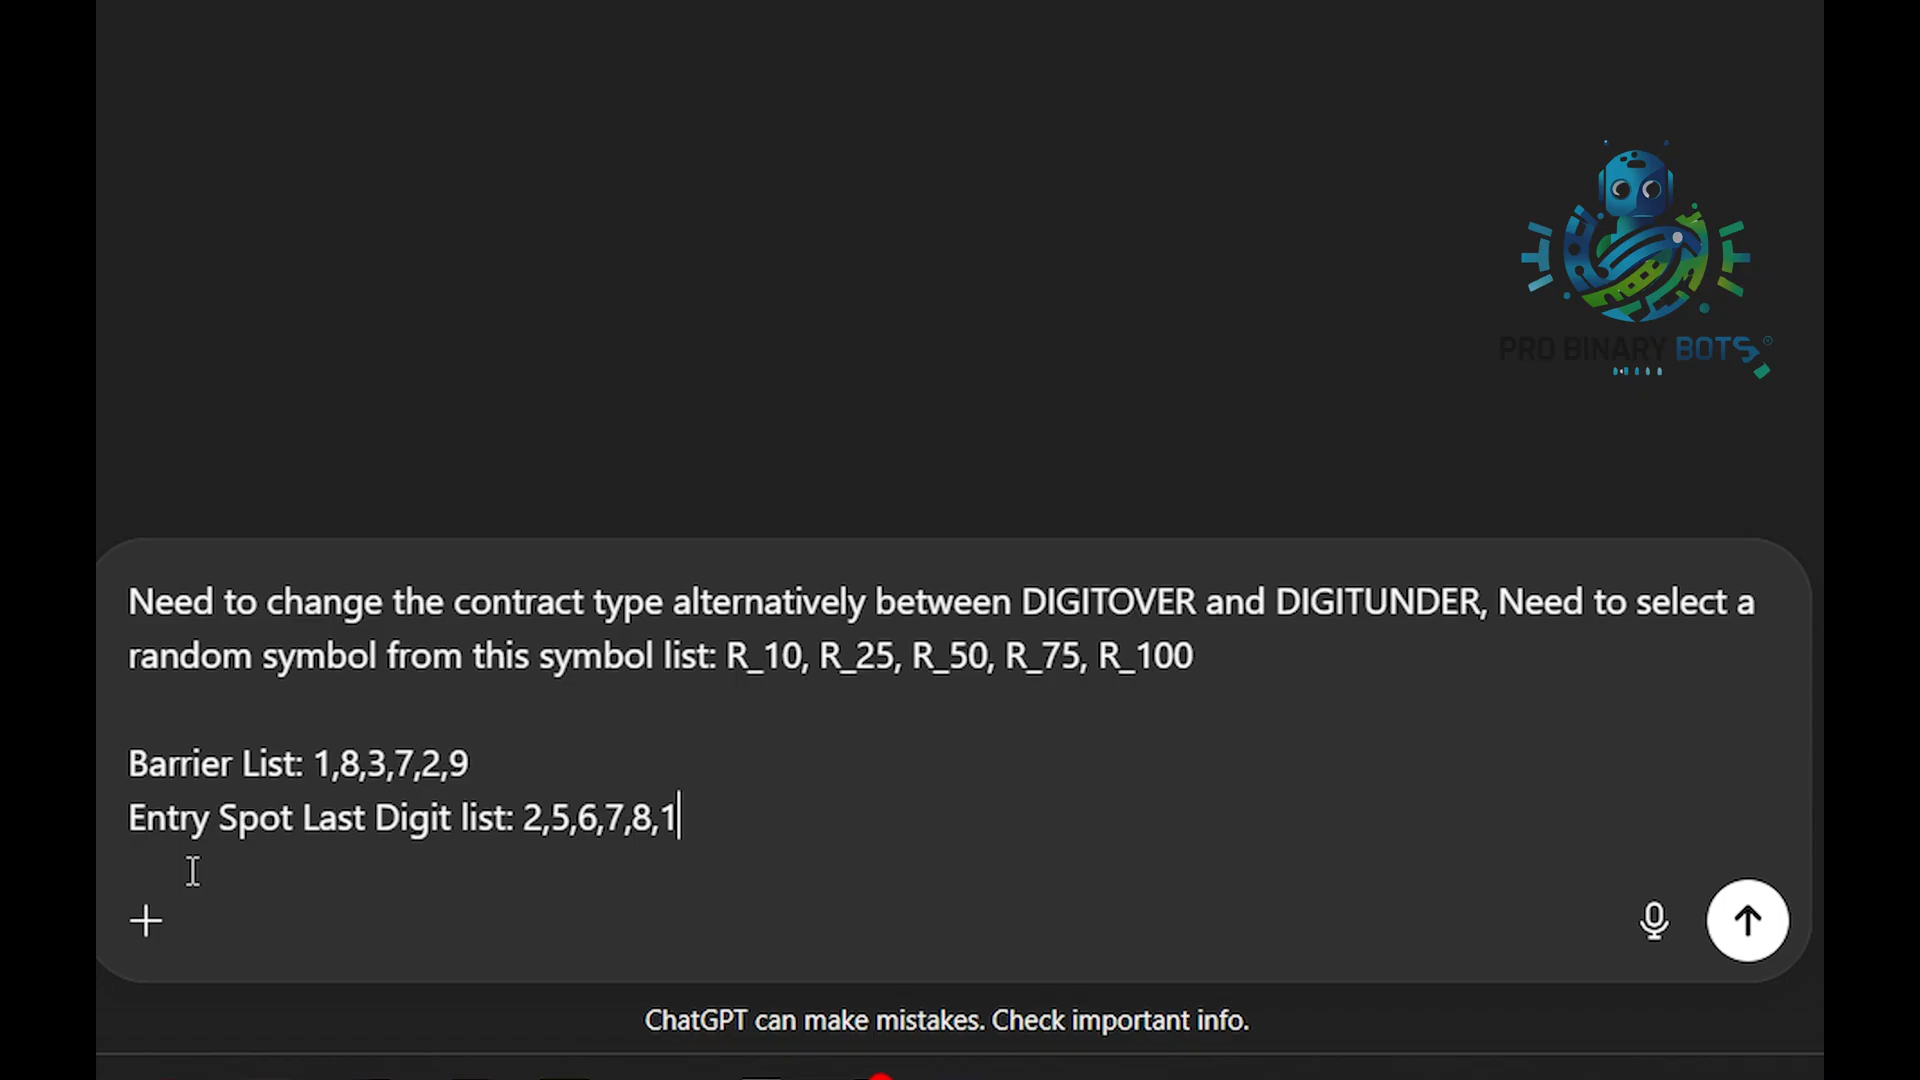 PRO BINARY BOTS
Need to change the contract type alternatively between DIGITOVER and DIGITUNDER, Need to select a
random symbol from this symbol list: R_10, R_25, R_50, R_75, R_100
Barrier List: 1,8,3,7,2,9
Entry Spot Last Digit list: 2,5,6,7,8,1
ChatGPT can make mistakes. Check important info.